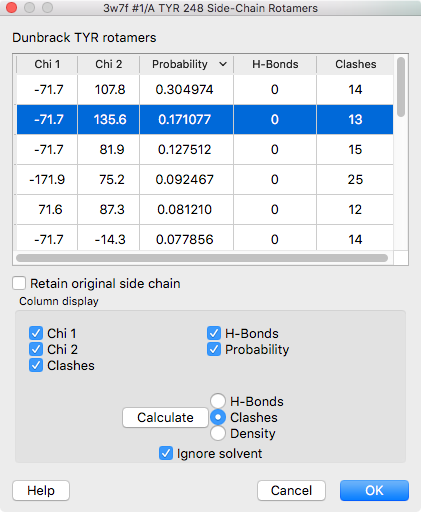 3w7f #1/A TYR 248 Side-Chain Rotamers
Dunbrack TYR rotamers
Chi 1 Chi 2 Probability H-Bonds Clashes
-71.7 107.8 0.304974 0 14
-71.7 135.6 0.171077 0 13
-71.7 81.9 0.127512 0 15
-171.9 75.2 0.092467 0 25
71.6 87.3 0.081210 0 12
-71.7 -14.3 0.077856 0 14
Retain original side chain
Column display
Chi 1 H-Bonds
Chi 2 Probability
Clashes
H-Bonds
Calculate Clashes
Density
Ignore solvent
Help Cancel OK